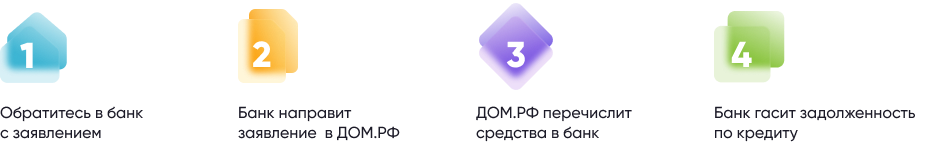 1
Обратитесь в банк
с заявлением
2
Банк направит
заявление в ДОМ.РФ
3
ДОМ.РФ перечислит
средства в банк
4
Банк гасит задолженность
по кредиту